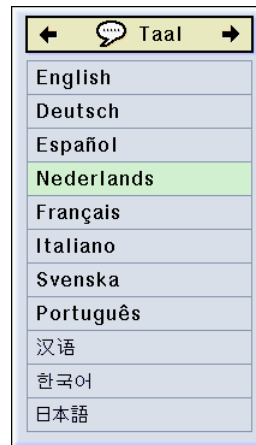 Taal
English
Deutsch
Español
Nederlands
Français
Italiano
Svenska
Português
汉语
한국어
日本語